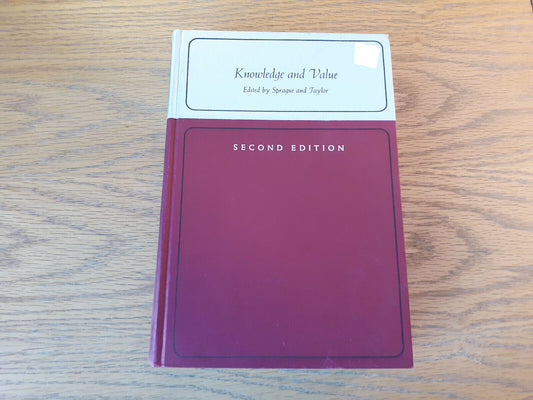 Knowledge and Value
Edited by Sprague and Taylor
SECOND EDITION